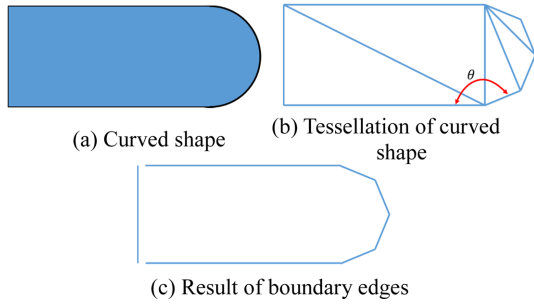 θ
(a) Curved shape
(b) Tessellation of curved
shape
(c) Result of boundary edges